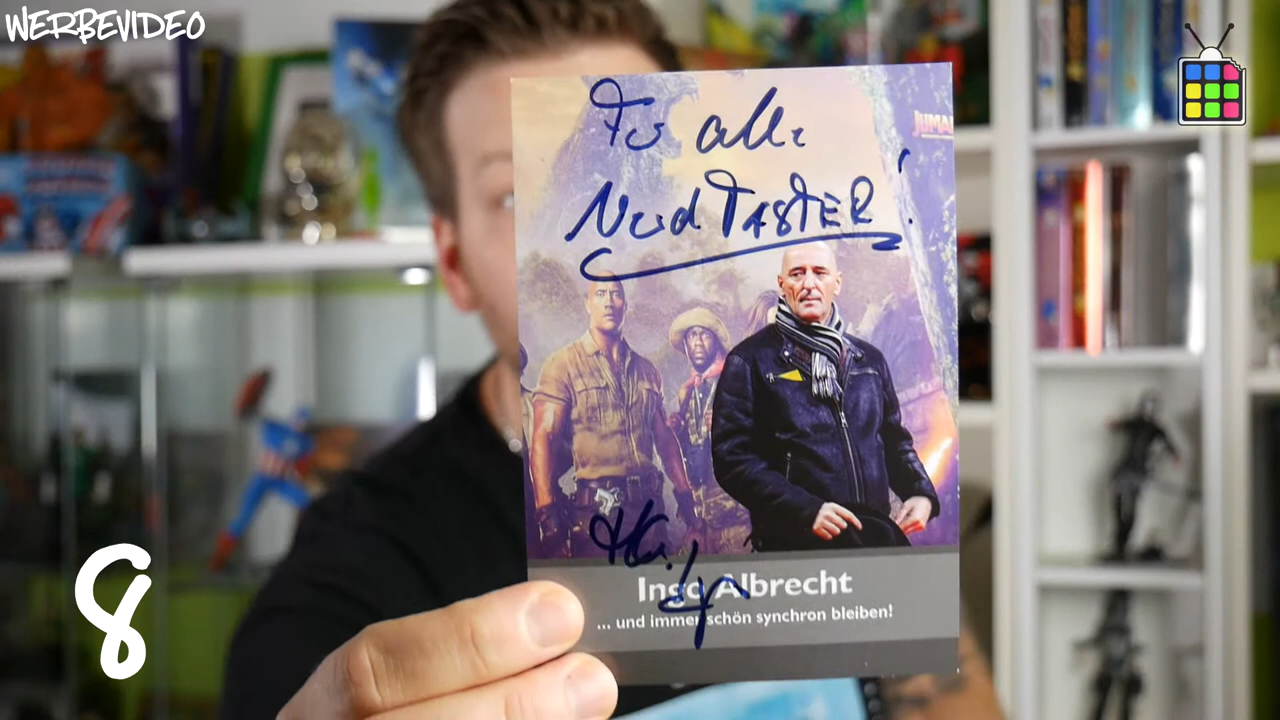 WERBEVIDEO
Für alle
NerdTASTER!
JUMA
Ingo Albrecht
... und immer schön synchron bleiben!
8